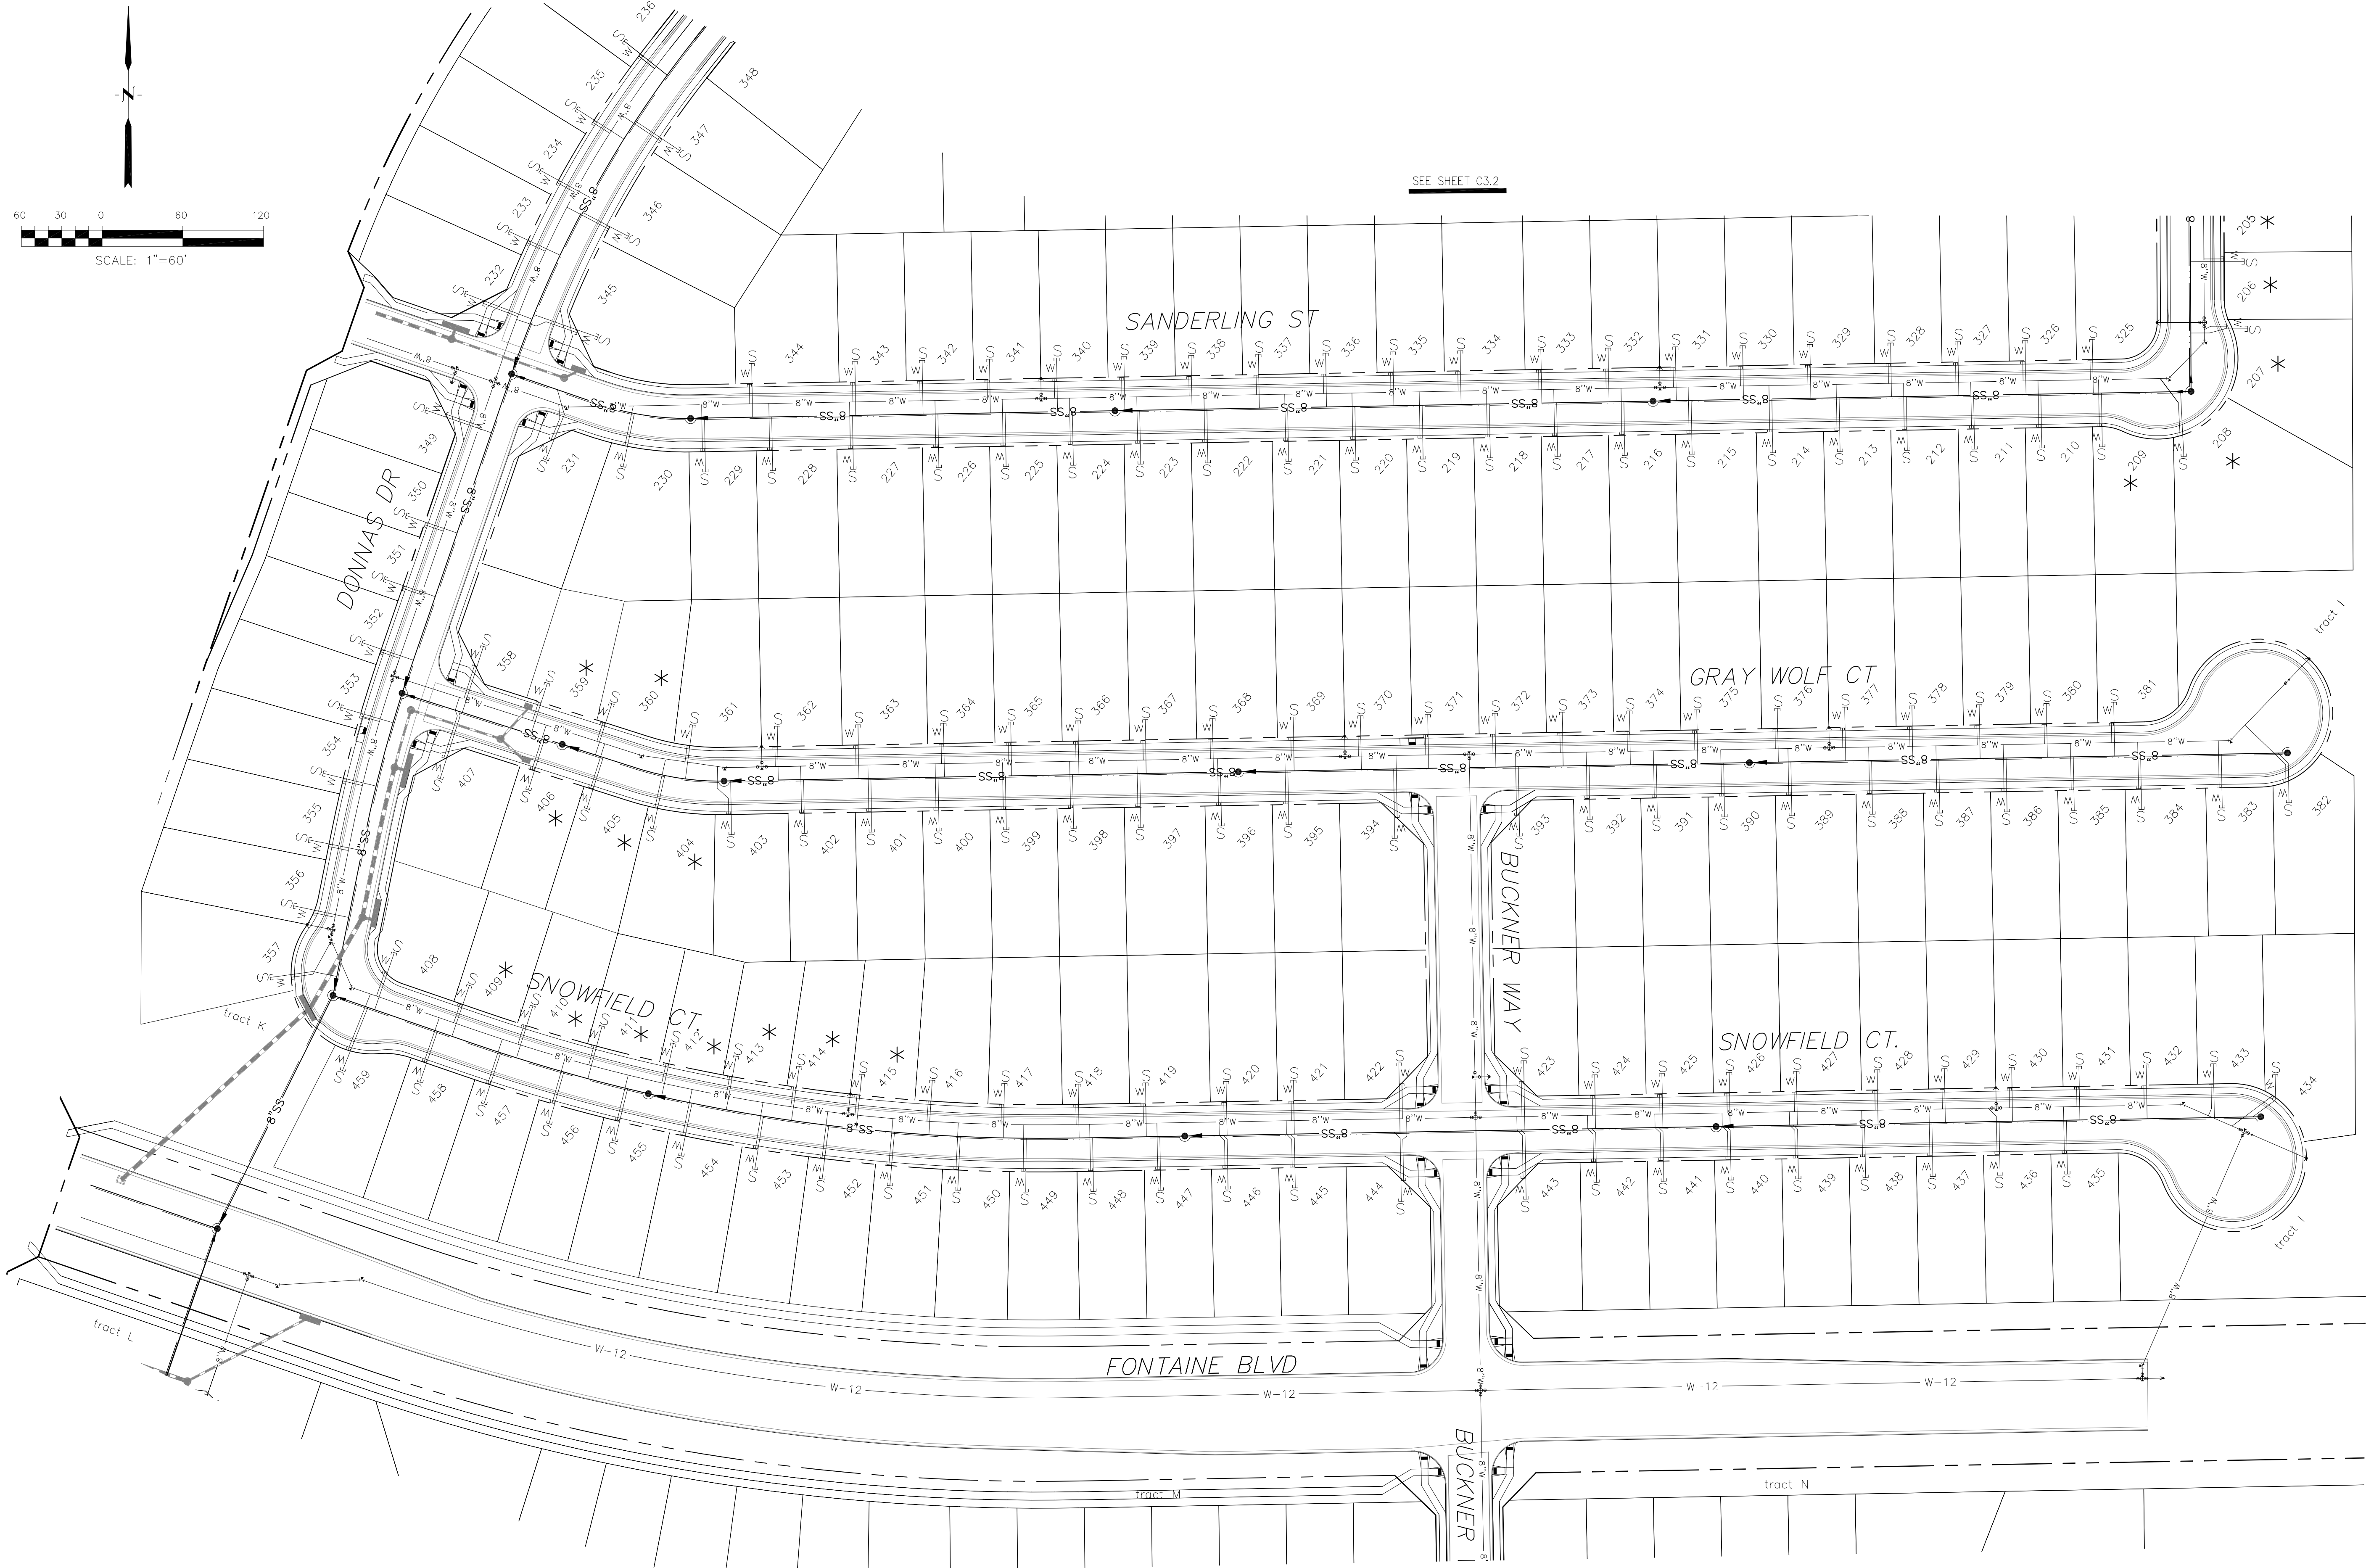 N
60 30 0 60 120
SCALE: 1"=60'
SEE SHEET C3.2
236
235
234
233
232
348
347
346
345
SANDERLING ST
344 343 342 341 340 339 338 337 336 335 334 333 332 331 330 329 328 327 326 325
205
206
207
208
231 230 229 228 227 226 225 224 223 222 221 220 219 218 217 216 215 214 213 212 211 210 209
DONNAS DR
349
350
351
352
353
354
355
356
357
GRAY WOLF CT
tract I
358 359 360 361 362 363 364 365 366 367 368 369 370 371 372 373 374 375 376 377 378 379 380 381
407 406 405 404 403 402 401 400 399 398 397 396 395 394 393 392 391 390 389 388 387 386 385 384 383 382
BUCKNER WAY
SNOWFIELD CT.
SNOWFIELD CT.
408 409 410 411 412 413 414 415 416 417 418 419 420 421 422 423 424 425 426 427 428 429 430 431 432 433 434
459 458 457 456 455 454 453 452 451 450 449 448 447 446 445 444 443 442 441 440 439 438 437 436 435
tract K
tract I
8"SS
8"W
tract L
FONTAINE BLVD
W-12
W-12
W-12
W-12
W-12
BUCKNER
tract M
tract N